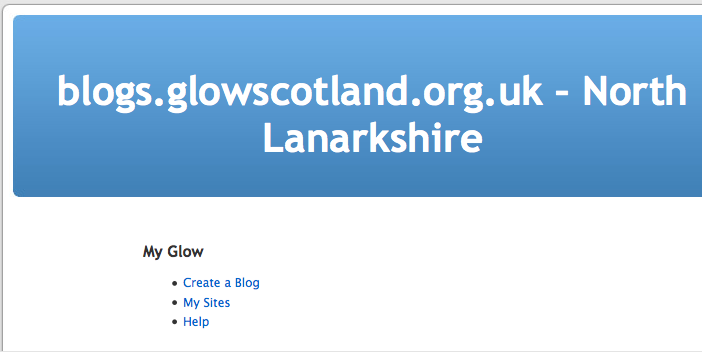 blogs.glowscotland.org.uk – North
Lanarkshire
My Glow
• Create a Blog
• My Sites
• Help